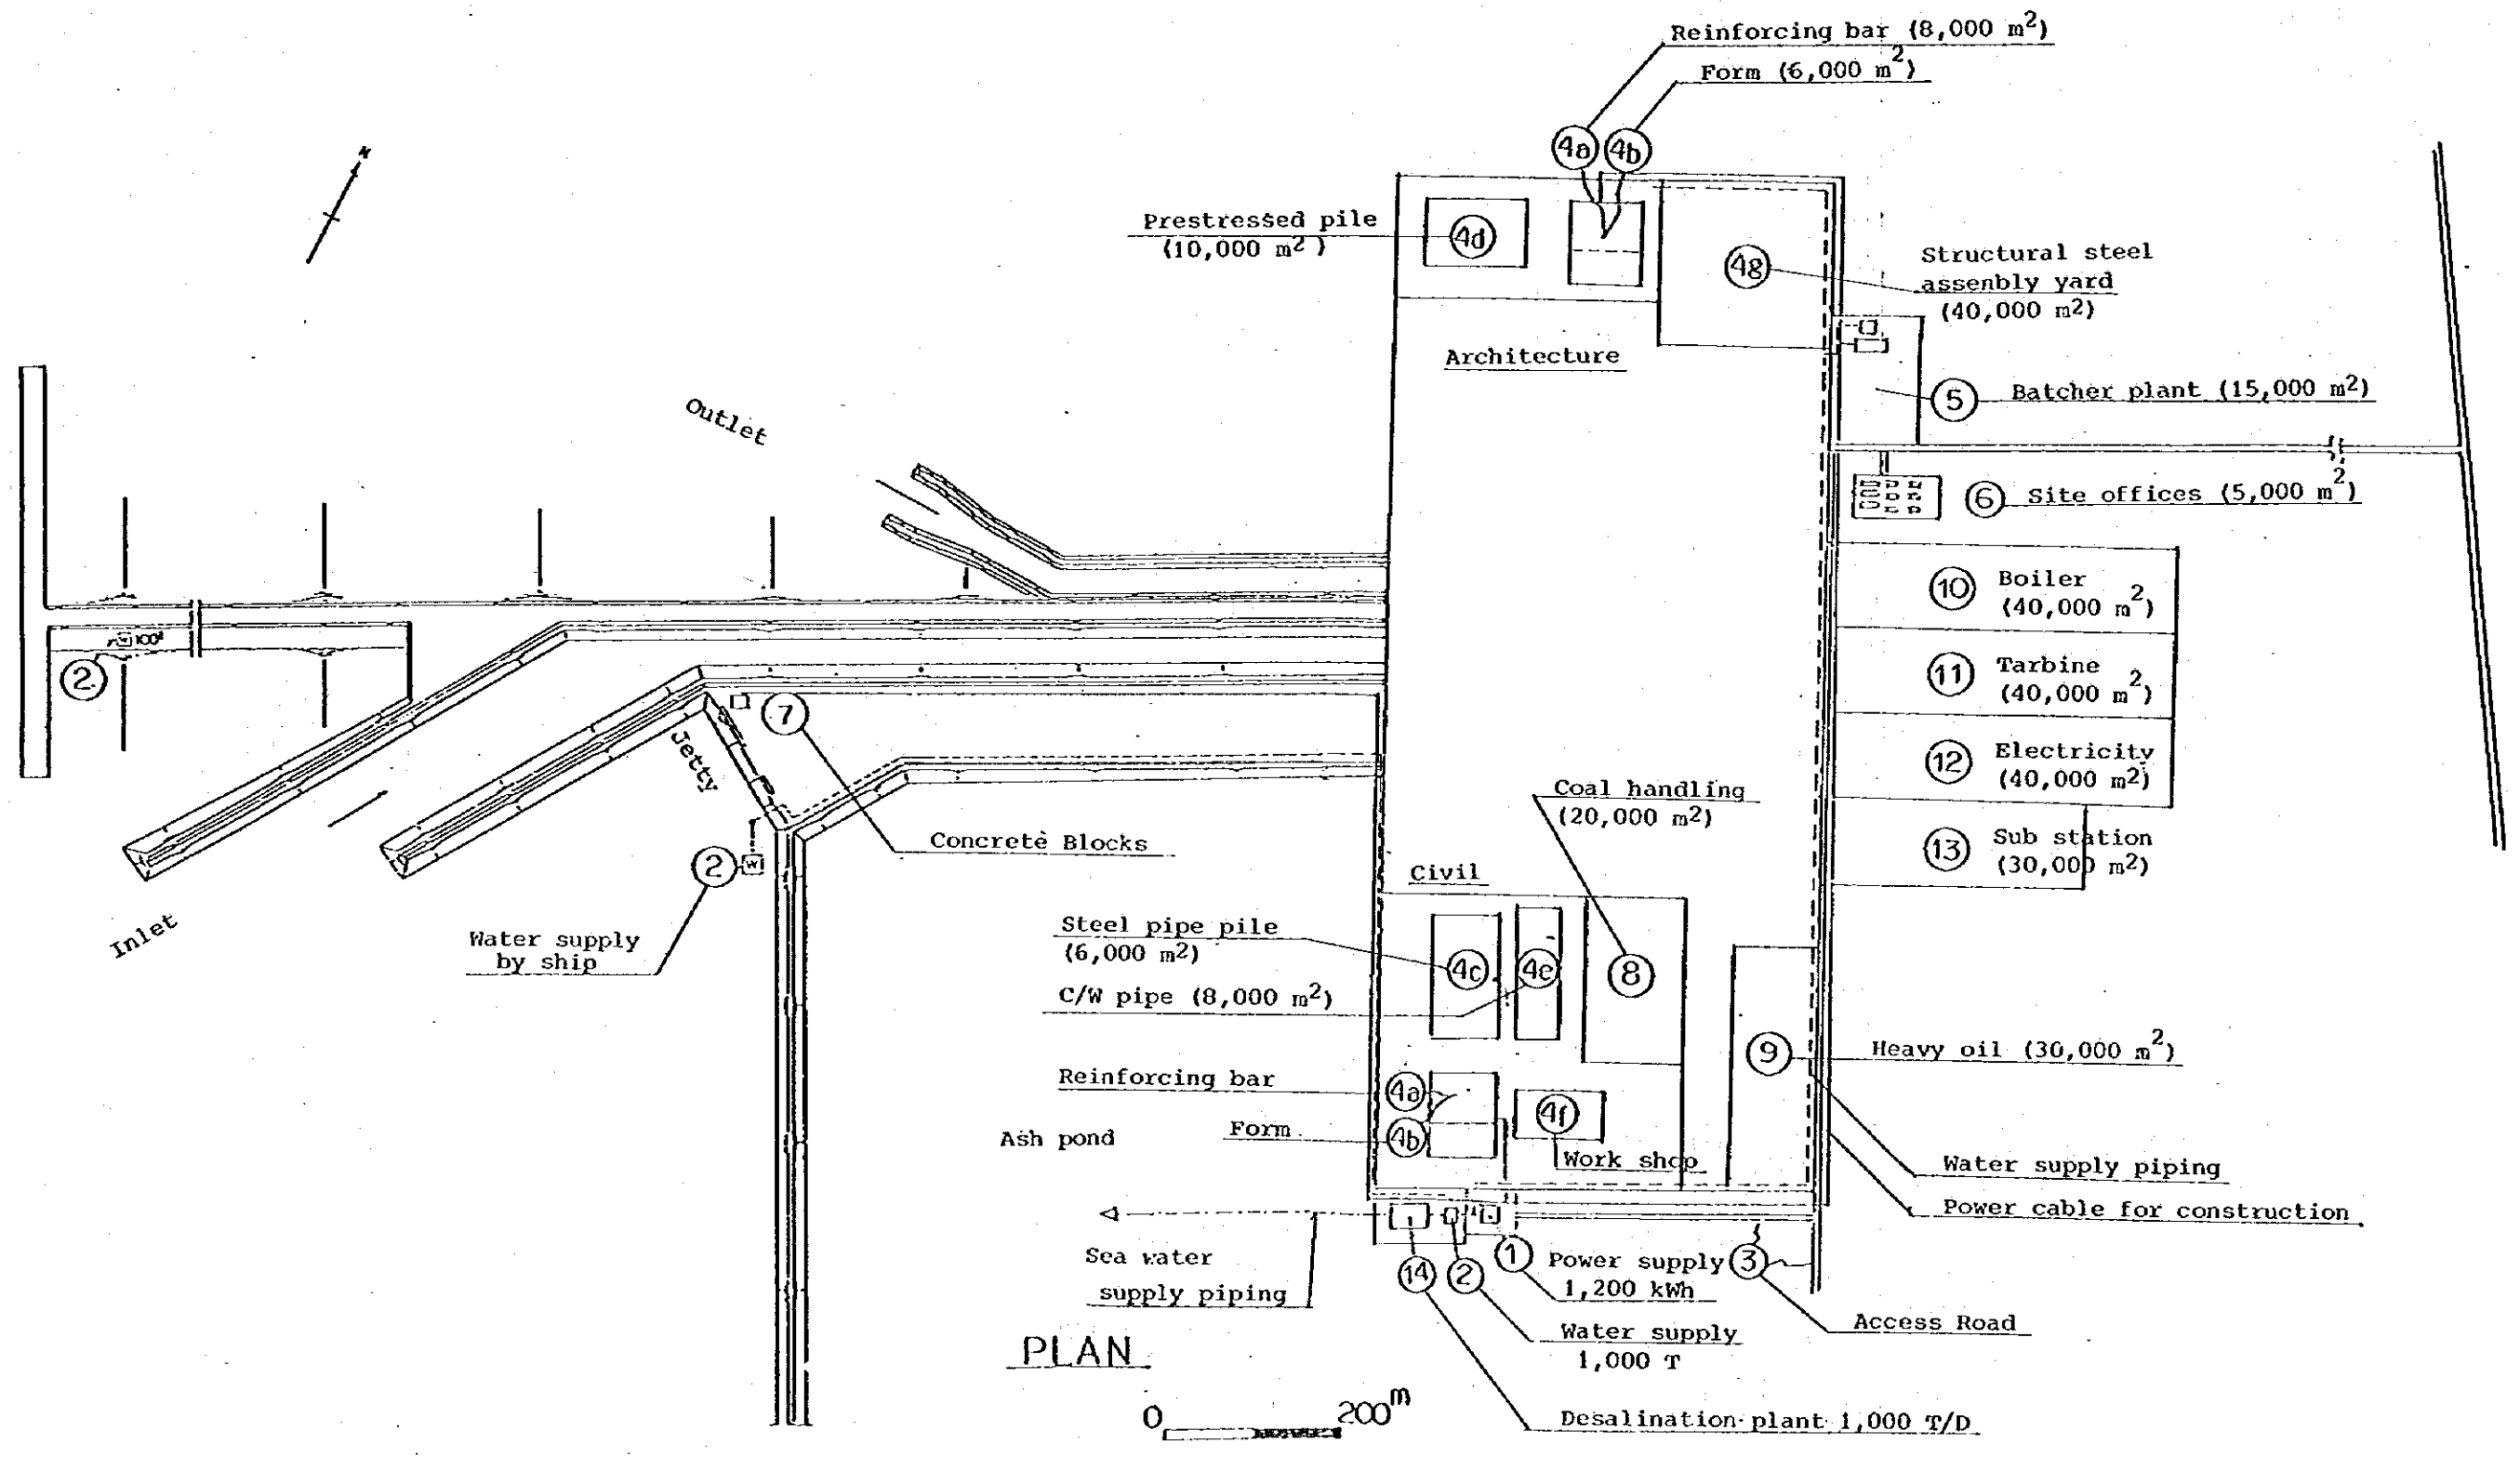 Reinforcing bar (8,000 m2)
Form (6,000 m2)
4a
4b
N
Prestressed pile
(10,000 m2)
4d
4g
Structural steel
assenbly yard
(40,000 m2)
Architecture
5
Batcher plant (15,000 m2)
Outlet
6
Site offices (5,000 m2)
10
Boiler
(40,000 m2)
W
2
11
Tarbine
(40,000 m2)
7
Jetty
12
Electricity
(40,000 m2)
Coal handling
(20,000 m2)
Concrete Blocks
13
Sub station
(30,000 m2)
2
W
Inlet
Civil
Water supply
by ship
Steel pipe pile
(6,000 m2)
4c
4e
8
C/W pipe (8,000 m2)
9
Heavy oil (30,000 m2)
Reinforcing bar
4a
4f
Ash pond
Form
4b
Work shop
Water supply piping
Power cable for construction
Sea water
supply piping
14
2
1
Power supply
1,200 kWh
3
Access Road
Water supply
1,000 T
PLAN
0
200m
Desalination plant 1,000 T/D